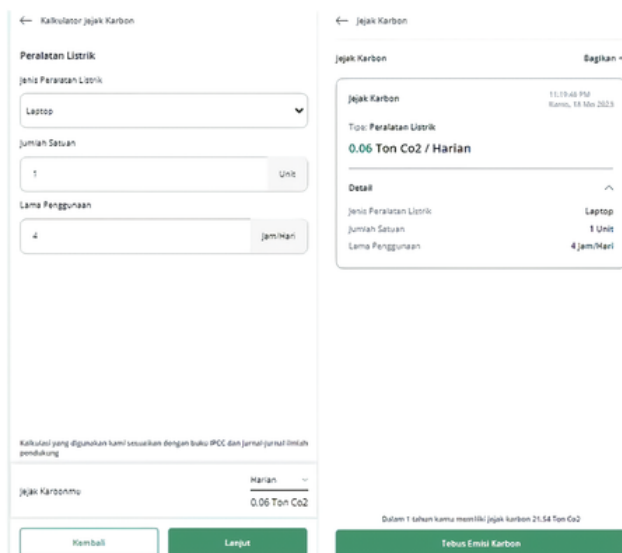 Kalkulator Jejak Karbon
Peralatan Listrik
Jenis Peralatan Listrik
Laptop
Jumlah Satuan
1 Unit
Lama Penggunaan
4 Jam/Hari
Kalkulasi yang digunakan kami sesuaikan dengan buku IPCC dan jurnal-jurnal ilmiah
pendukung
Jejak Karbonmu
Harian
0.06 Ton Co2
Kembali
Lanjut
Jejak Karbon
Jejak Karbon Bagikan
Jejak Karbon
11:19:46 PM
Kamis, 18 Mei 2023
Tipe: Peralatan Listrik
0.06 Ton Co2 / Harian
Detail
Jenis Peralatan Listrik Laptop
Jumlah Satuan 1 Unit
Lama Penggunaan 4 Jam/Hari
Dalam 1 tahun kamu memiliki jejak karbon 21.54 Ton Co2
Tebus Emisi Karbon